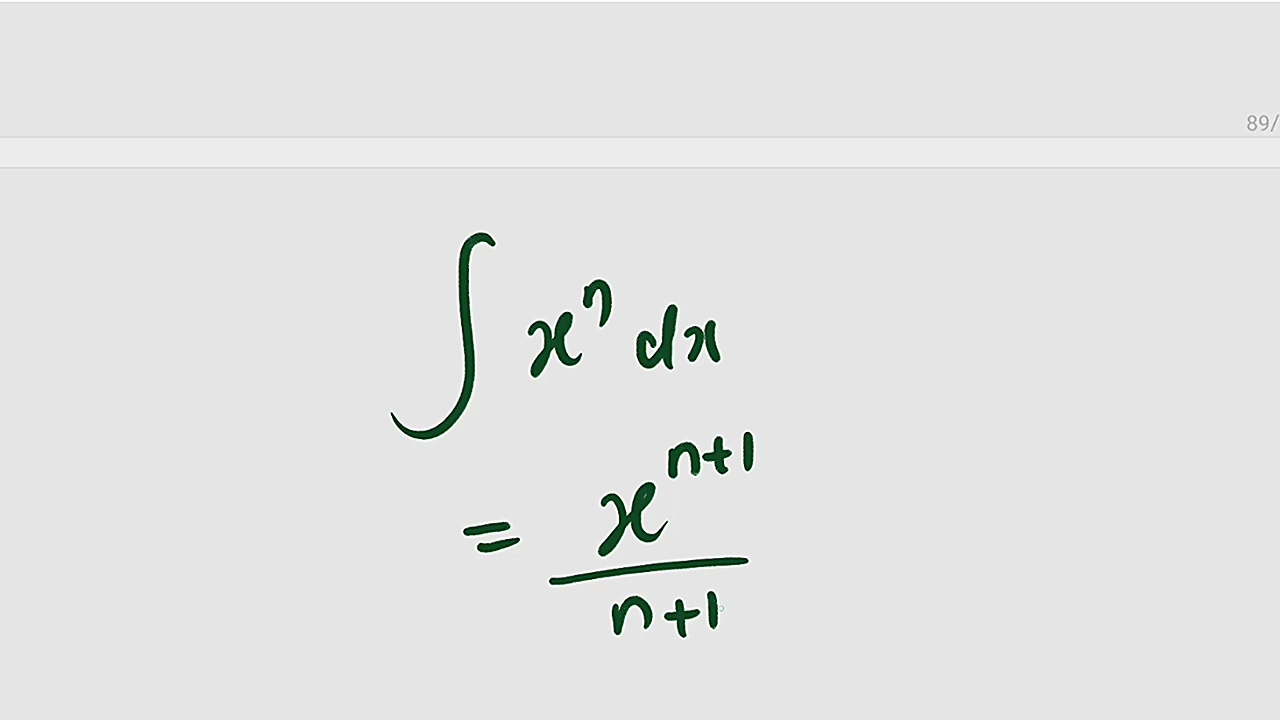 89/
∫ xⁿ dx
= xⁿ⁺¹
n+1